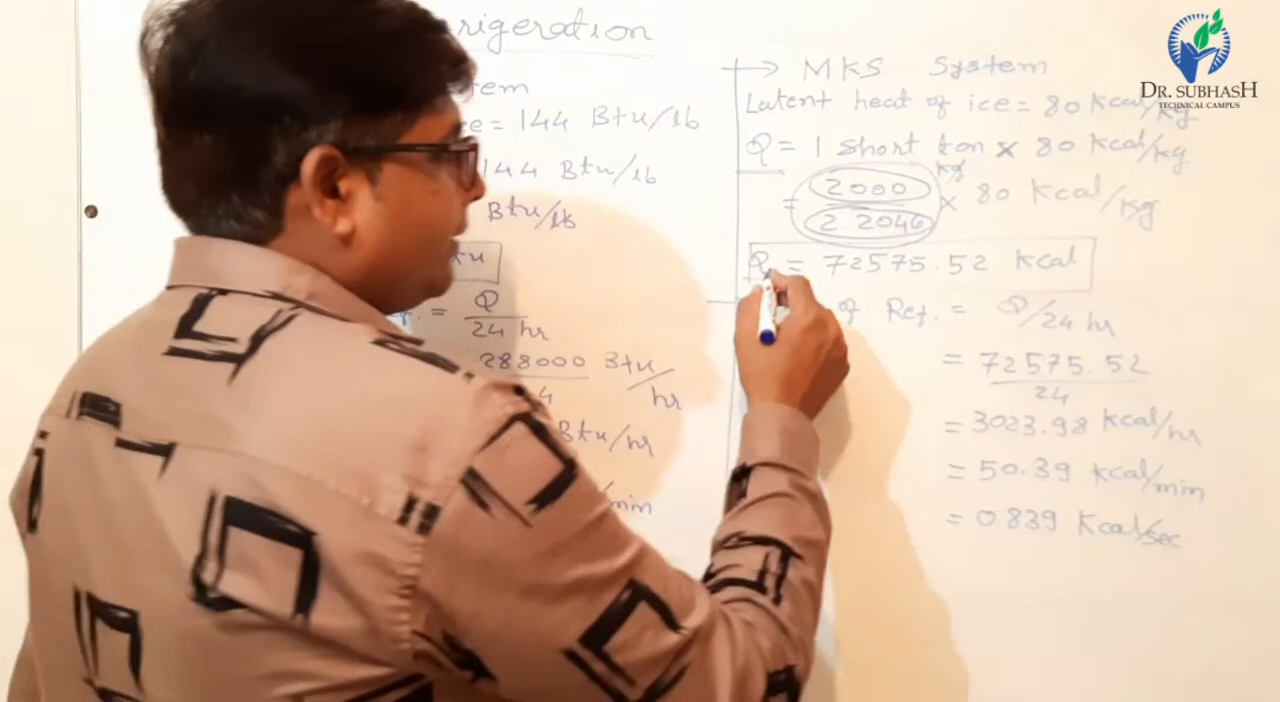 rigeration
tem
ce = 144 Btu/lb
144 Btu/lb
Btu/lb
tu
f. = Q / 24 hr
288000 Btu/hr
4
Btu/hr
/min
→ MKS System
Latent heat of ice = 80 kcal/kg
Q = 1 short ton × 80 kcal/kg
= 2000 / 2.2046 kg × 80 kcal/kg
Q = 72575.52 kcal
of Ref. = Q/24 hr
= 72575.52 / 24
= 3023.98 kcal/hr
= 50.39 kcal/min
= 0.839 kcal/sec
DR. SUBHASH
TECHNICAL CAMPUS